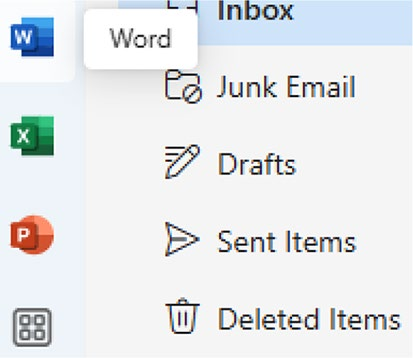 Inbox
W
Word
Junk Email
X
Drafts
P
Sent Items
Deleted Items